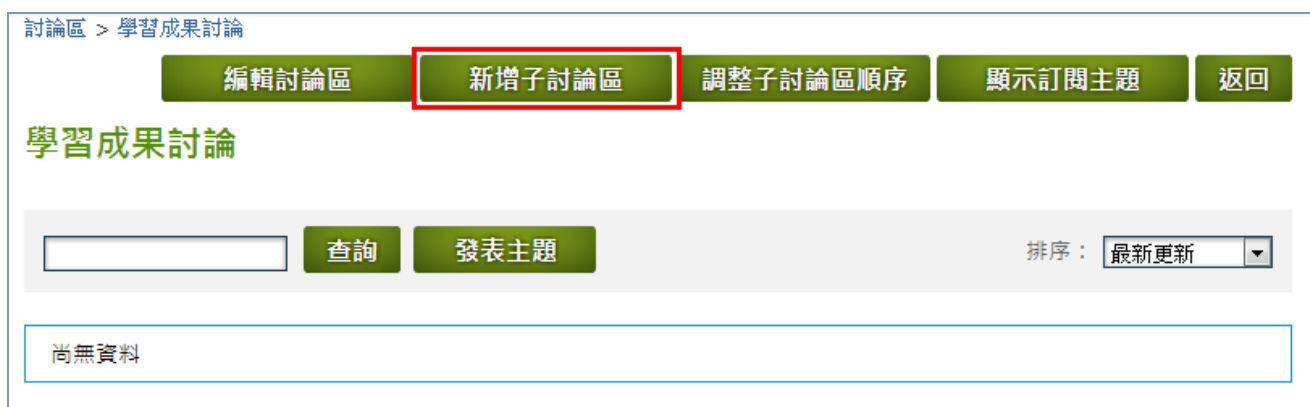 討論區 > 學習成果討論
編輯討論區 新增子討論區 調整子討論區順序 顯示訂閱主題 返回
學習成果討論
查詢 發表主題 排序： 最新更新
尚無資料